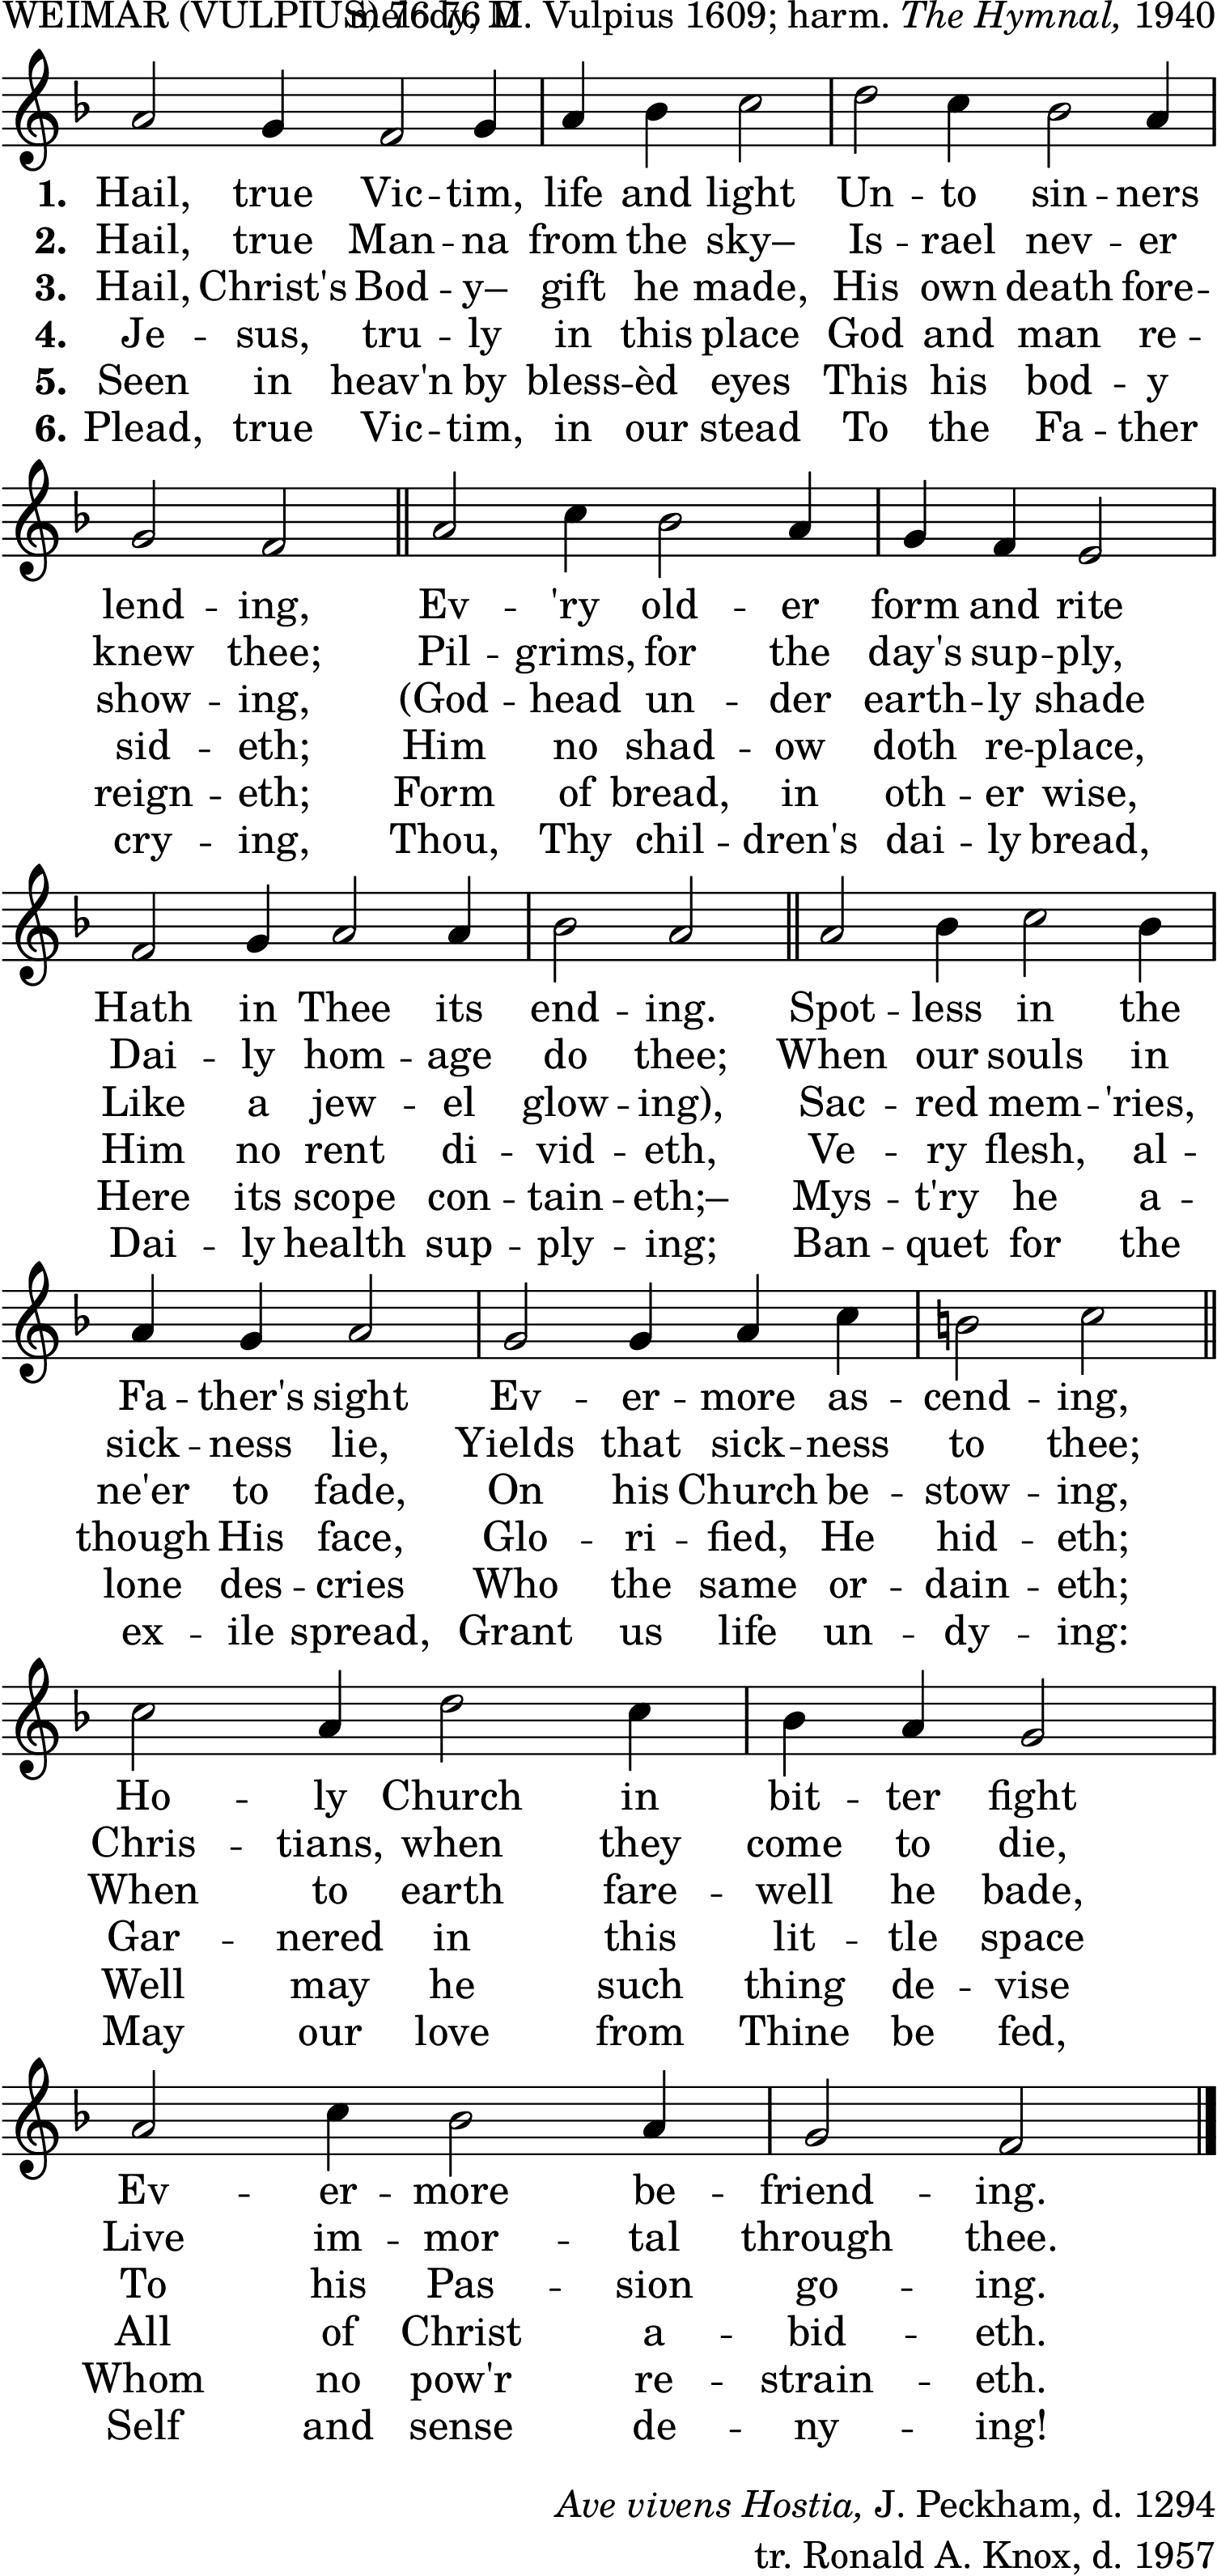 WEIMAR (VULPIUS) 76 76 D melody, M. Vulpius 1609; harm. The Hymnal, 1940
1. Hail, true Vic -- tim, life and light Un -- to sin -- ners
2. Hail, true Man -- na from the sky– Is -- rael nev -- er
3. Hail, Christ's Bod -- y– gift he made, His own death fore --
4. Je -- sus, tru -- ly in this place God and man re --
5. Seen in heav'n by bless -- èd eyes This his bod -- y
6. Plead, true Vic -- tim, in our stead To the Fa -- ther
lend -- ing, Ev -- 'ry old -- er form and rite
knew thee; Pil -- grims, for the day's sup -- ply,
show -- ing, (God -- head un -- der earth -- ly shade
sid -- eth; Him no shad -- ow doth re -- place,
reign -- eth; Form of bread, in oth -- er wise,
cry -- ing, Thou, Thy chil -- dren's dai -- ly bread,
Hath in Thee its end -- ing. Spot -- less in the
Dai -- ly hom -- age do thee; When our souls in
Like a jew -- el glow -- ing), Sac -- red mem -- 'ries,
Him no rent di -- vid -- eth, Ve -- ry flesh, al --
Here its scope con -- tain -- eth;– Mys -- t'ry he a --
Dai -- ly health sup -- ply -- ing; Ban -- quet for the
Fa -- ther's sight Ev -- er -- more as -- cend -- ing,
sick -- ness lie, Yields that sick -- ness to thee;
ne'er to fade, On his Church be -- stow -- ing,
though His face, Glo -- ri -- fied, He hid -- eth;
lone des -- cries Who the same or -- dain -- eth;
ex -- ile spread, Grant us life un -- dy -- ing:
Ho -- ly Church in bit -- ter fight
Chris -- tians, when they come to die,
When to earth fare -- well he bade,
Gar -- nered in this lit -- tle space
Well may he such thing de -- vise
May our love from Thine be fed,
Ev -- er -- more be -- friend -- ing.
Live im -- mor -- tal through thee.
To his Pas -- sion go -- ing.
All of Christ a -- bid -- eth.
Whom no pow'r re -- strain -- eth.
Self and sense de -- ny -- ing!
Ave vivens Hostia, J. Peckham, d. 1294
tr. Ronald A. Knox, d. 1957